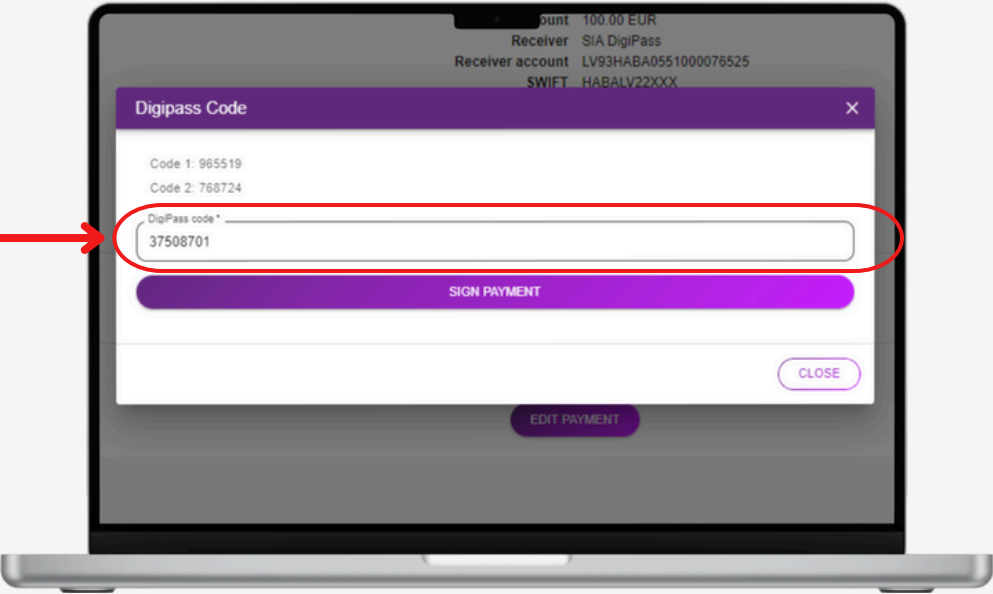 ount 100.00 EUR
Receiver SIA DigiPass
Receiver account LV93HABA0551000076525
SWIFT HABALV22XXX
Digipass Code
Code 1: 965519
Code 2: 768724
DigiPass code *
37508701
SIGN PAYMENT
CLOSE
EDIT PAYMENT